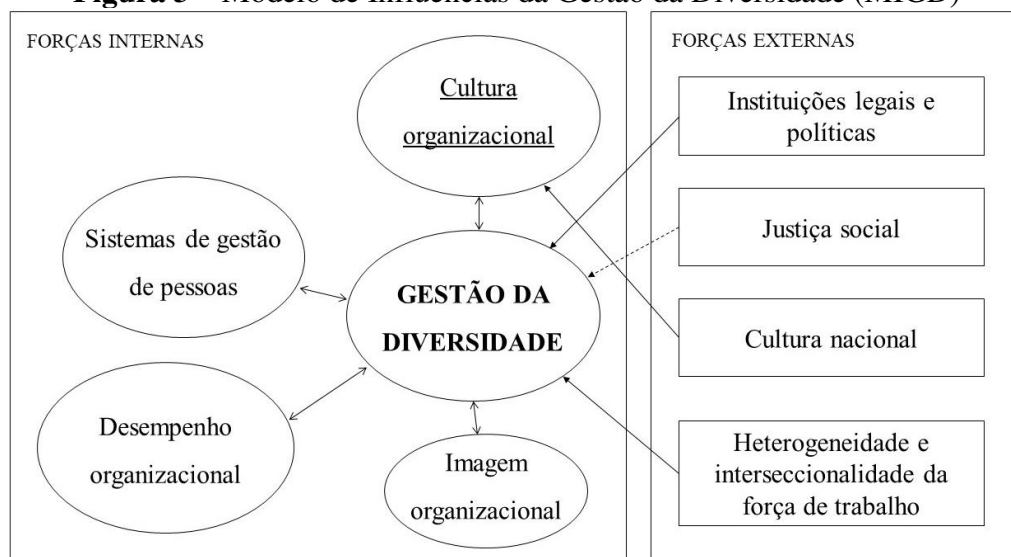 Figura – Modelo de Influências da Gestão da Diversidade (MIGD)
FORÇAS INTERNAS
Cultura
organizacional
Sistemas de gestão
de pessoas
GESTÃO DA
DIVERSIDADE
Desempenho
organizacional
Imagem
organizacional
FORÇAS EXTERNAS
Instituições legais e
políticas
Justiça social
Cultura nacional
Heterogeneidade e
interseccionalidade da
força de trabalho